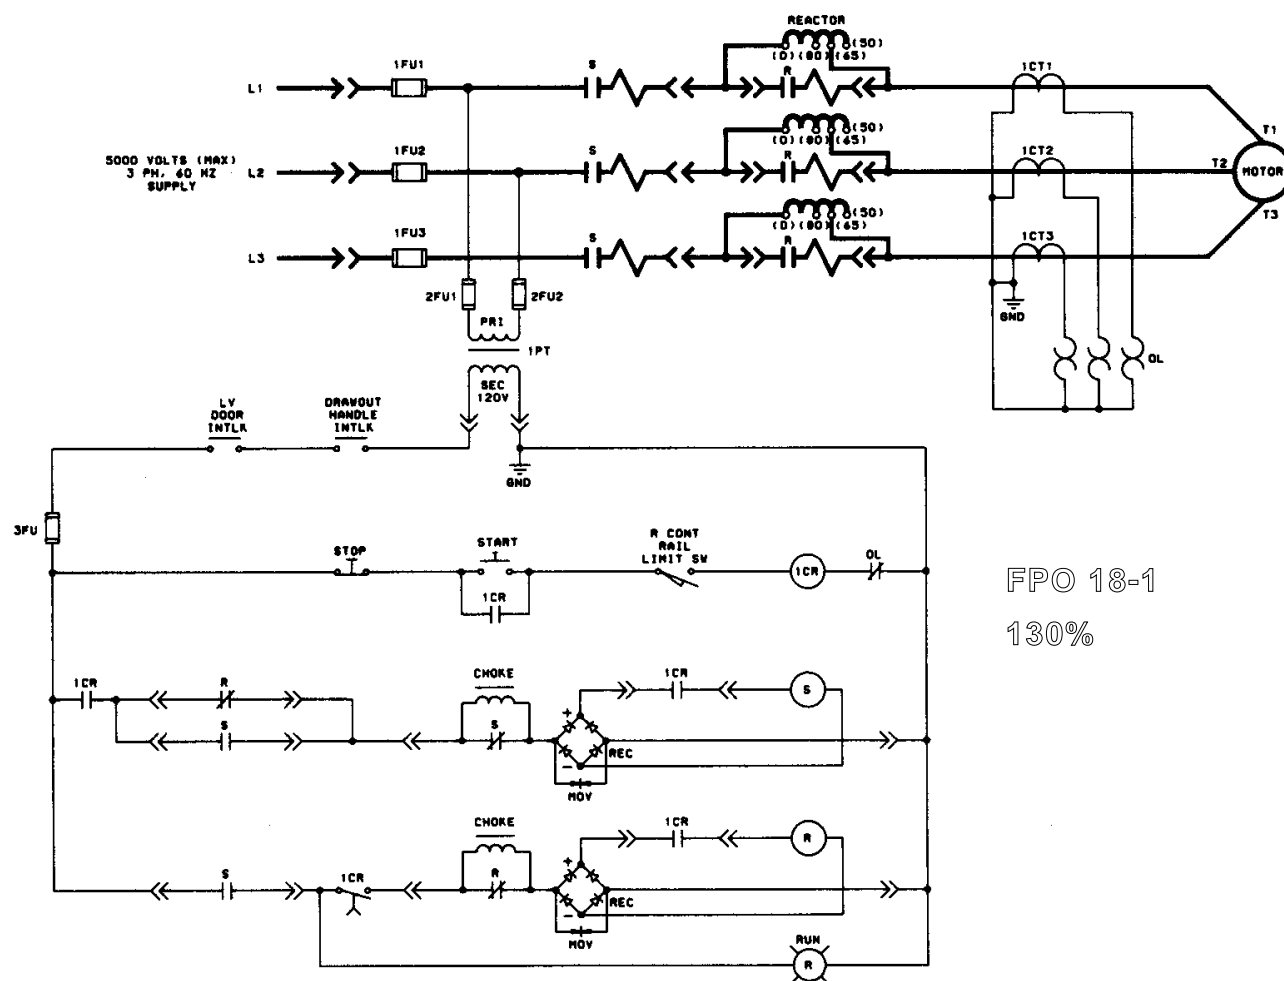 REACTOR
(50)
(0)(80)(65)
L1
1FU1
S
R
1CT1
T1
(50)
(0)(80)(65)
5000 VOLTS (MAX)
3 PH, 60 HZ
SUPPLY
L2
1FU2
S
R
1CT2
T2
MOTOR
T3
(50)
(0)(80)(65)
L3
1FU3
S
R
1CT3
GND
2FU1
2FU2
PRI
1PT
SEC
120V
OL
LV
DOOR
INTLK
DRAWOUT
HANDLE
INTLK
GND
3FU
STOP
START
R CONT
RAIL
LIMIT SW
1CR
OL
1CR
FPO 18-1
130%
1CR
R
S
CHOKE
S
+
-
REC
MOV
1CR
S
S
1CR
CHOKE
R
+
-
REC
MOV
1CR
R
RUN
R